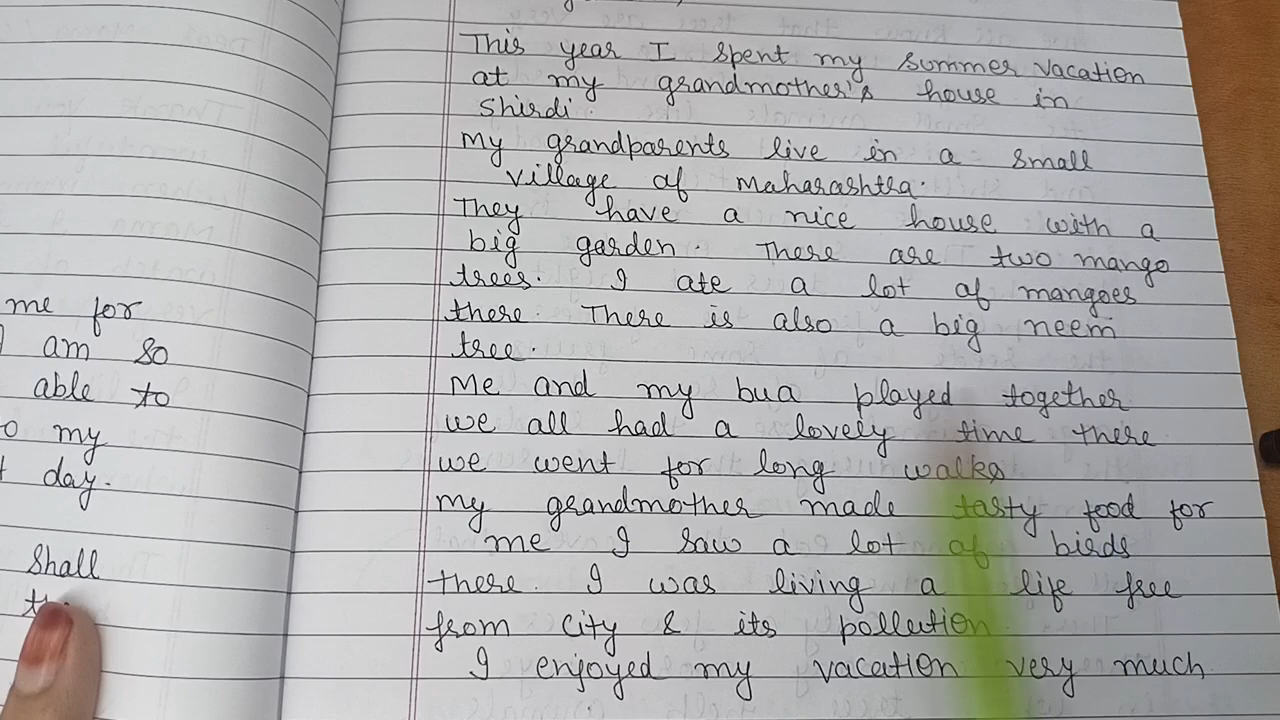 me for
am so
able to
my
day.
Shall
This year I spent my summer vacation
at my grandmother's house in
Shirdi.
My grandparents live in a small
village of Maharashtra.
They have a nice house with a
big garden. There are two mango
trees. I ate a lot of mangoes
there. There is also a big neem
tree.
Me and my bua played together
we all had a lovely time there
we went for long walks
my grandmother made tasty food for
me I saw a lot of birds
there. I was living a life free
from city & its pollution
I enjoyed my vacation very much.